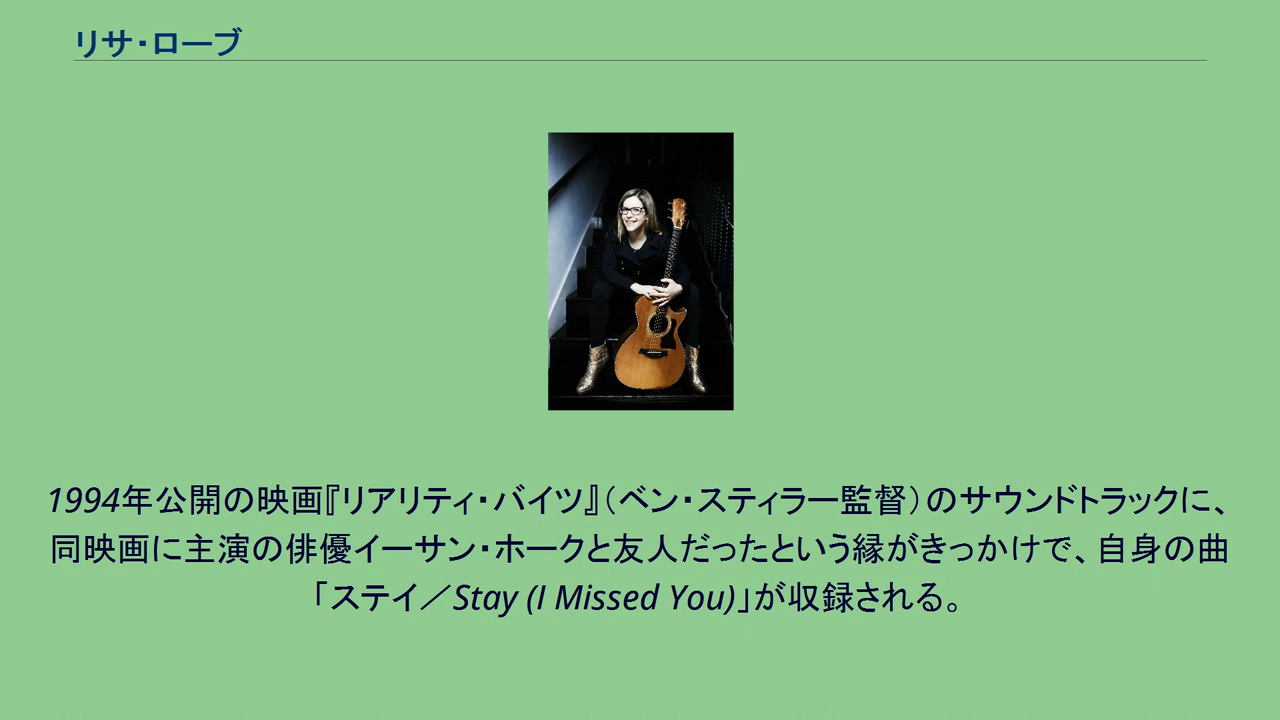 リサ・ローブ
1994年公開の映画『リアリティ・バイツ』（ベン・スティラー監督）のサウンドトラックに、
同映画に主演の俳優イーサン・ホークと友人だったという縁がきっかけで、自身の曲
「ステイ／Stay (I Missed You)」が収録される。